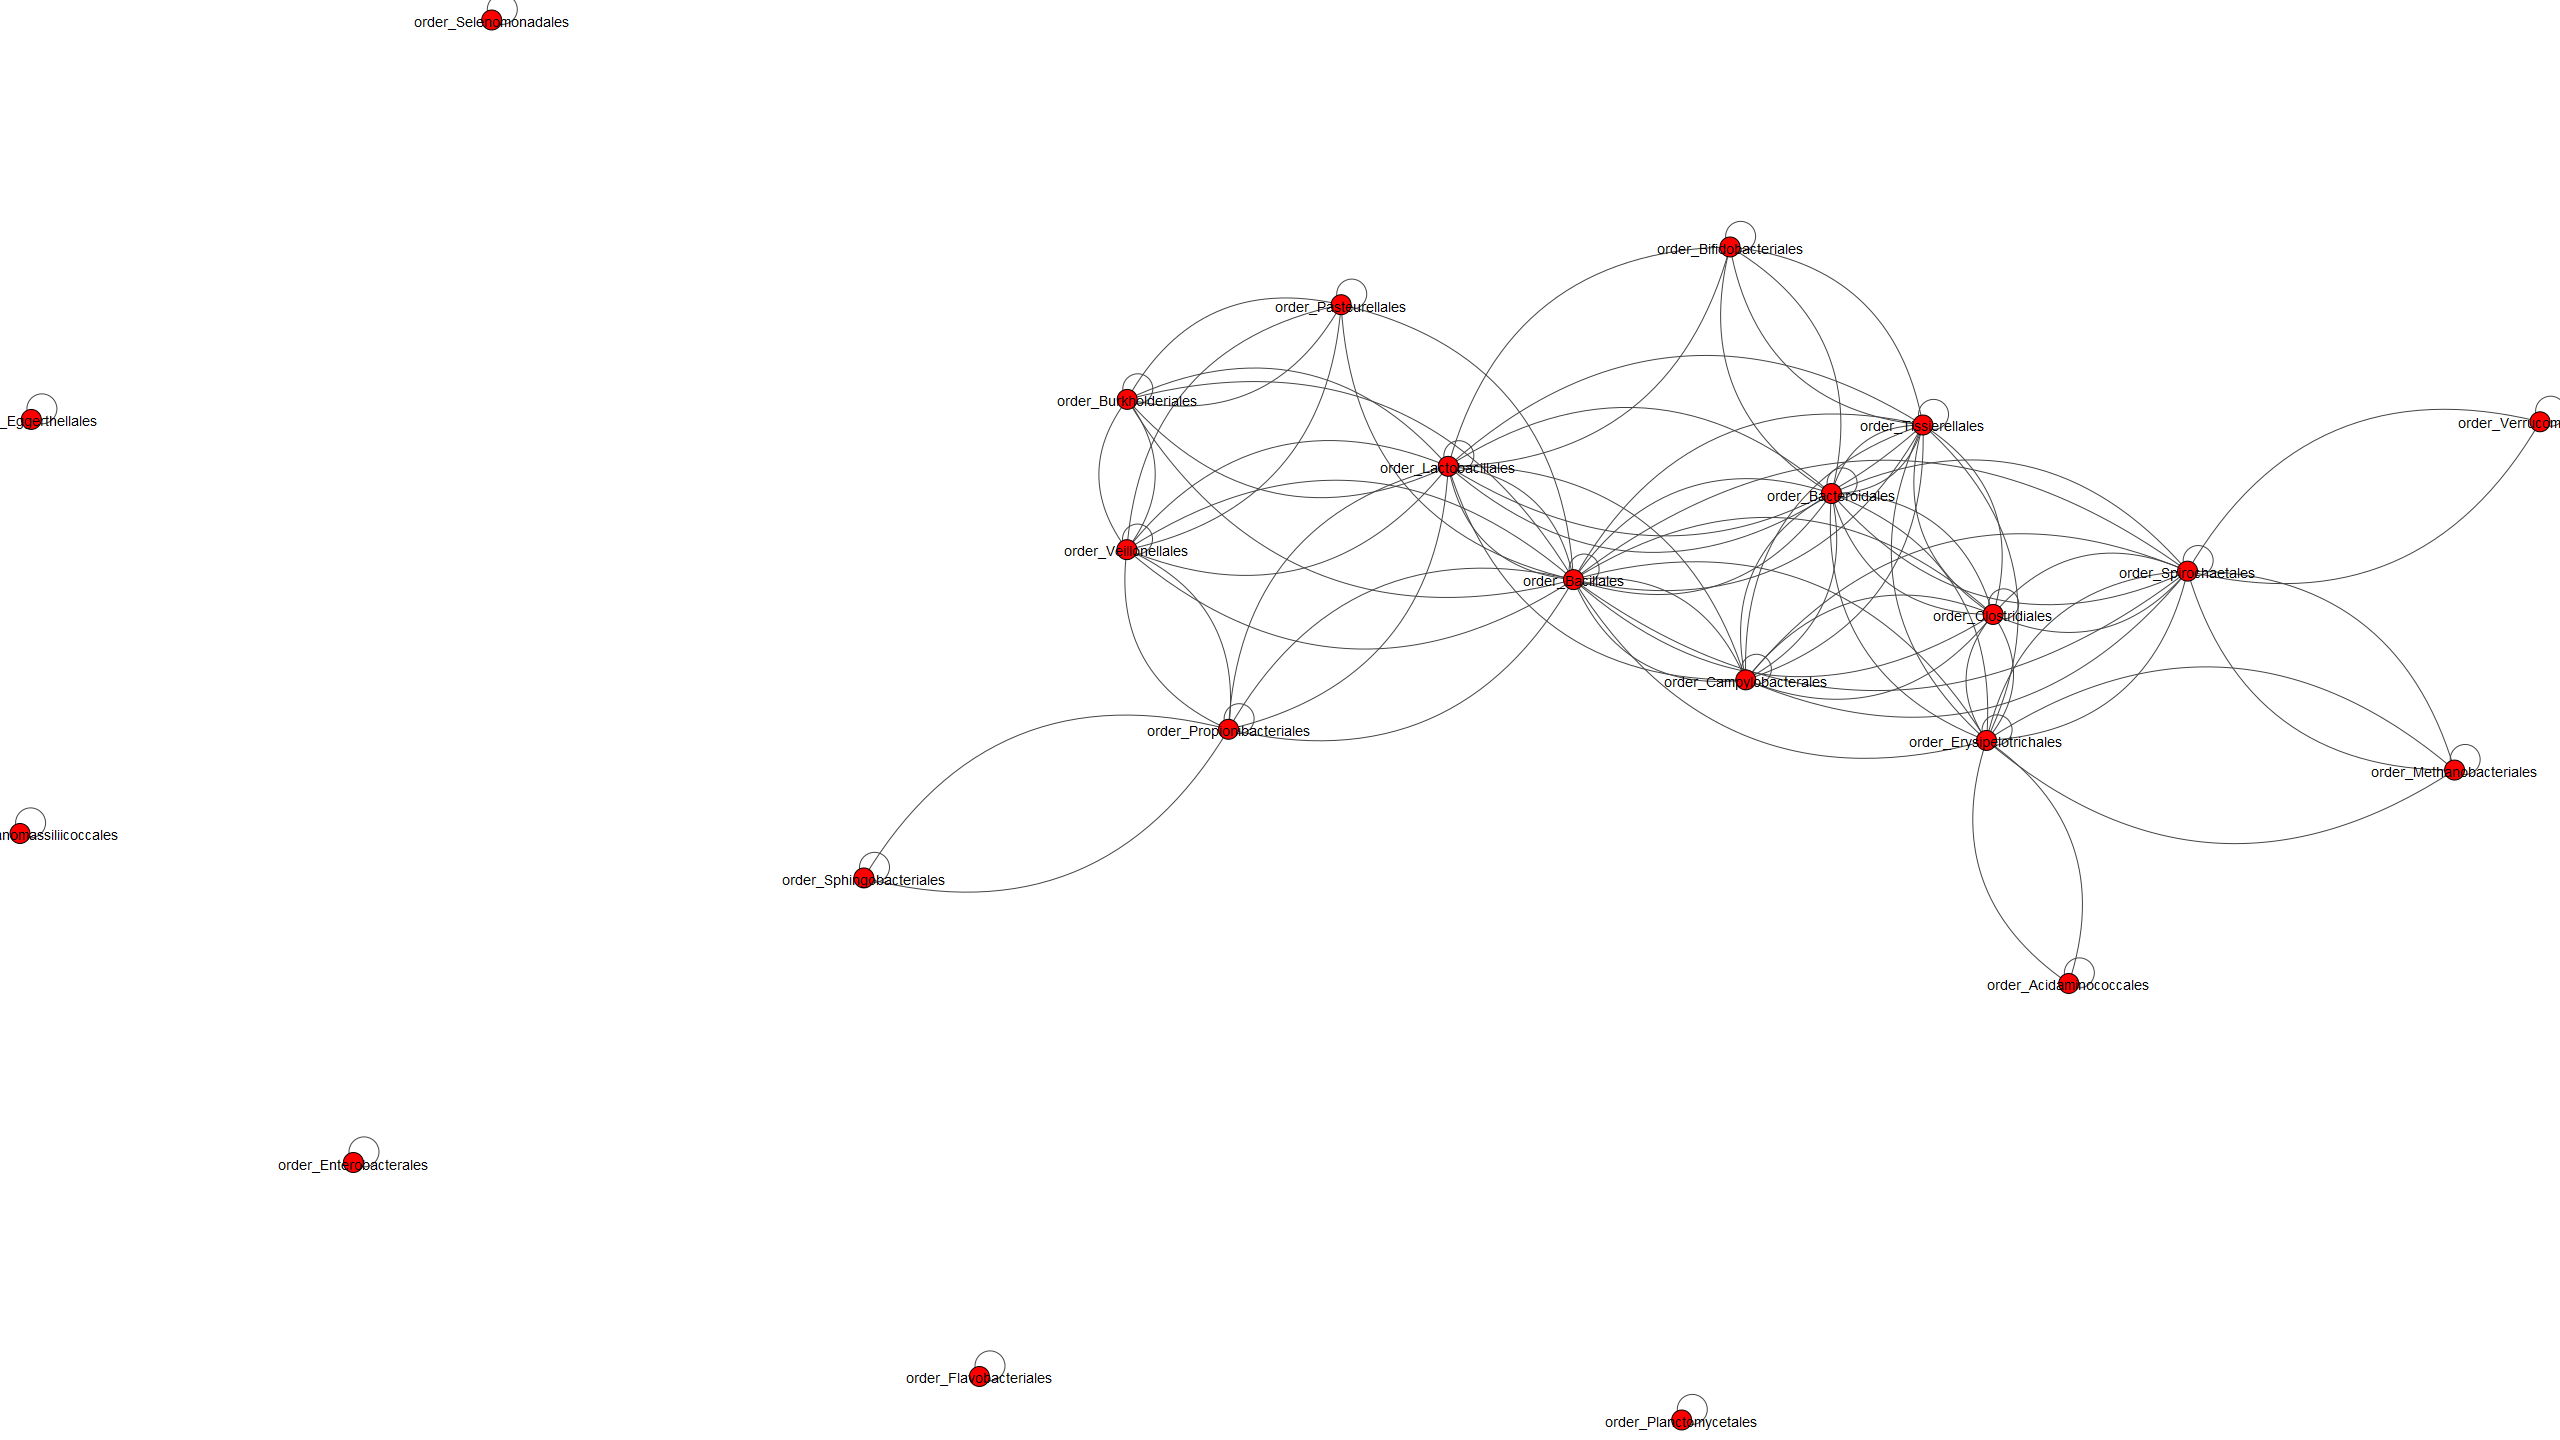 order_Selenomonadales
order_Bifidobacteriales
order_Pasteurellales
order_Burkholderiales
_Eggerthellales
order_Verrucom
order_Tissierellales
order_Lactobacillales
order_Bacteroidales
order_Veillonellales
order_Spirochaetales
order_Bacillales
order_Clostridiales
order_Campylobacterales
order_Propionibacteriales
order_Erysipelotrichales
order_Methanobacteriales
nomassiliicoccales
order_Sphingobacteriales
order_Acidaminococcales
order_Enterobacterales
order_Flavobacteriales
order_Planctomycetales